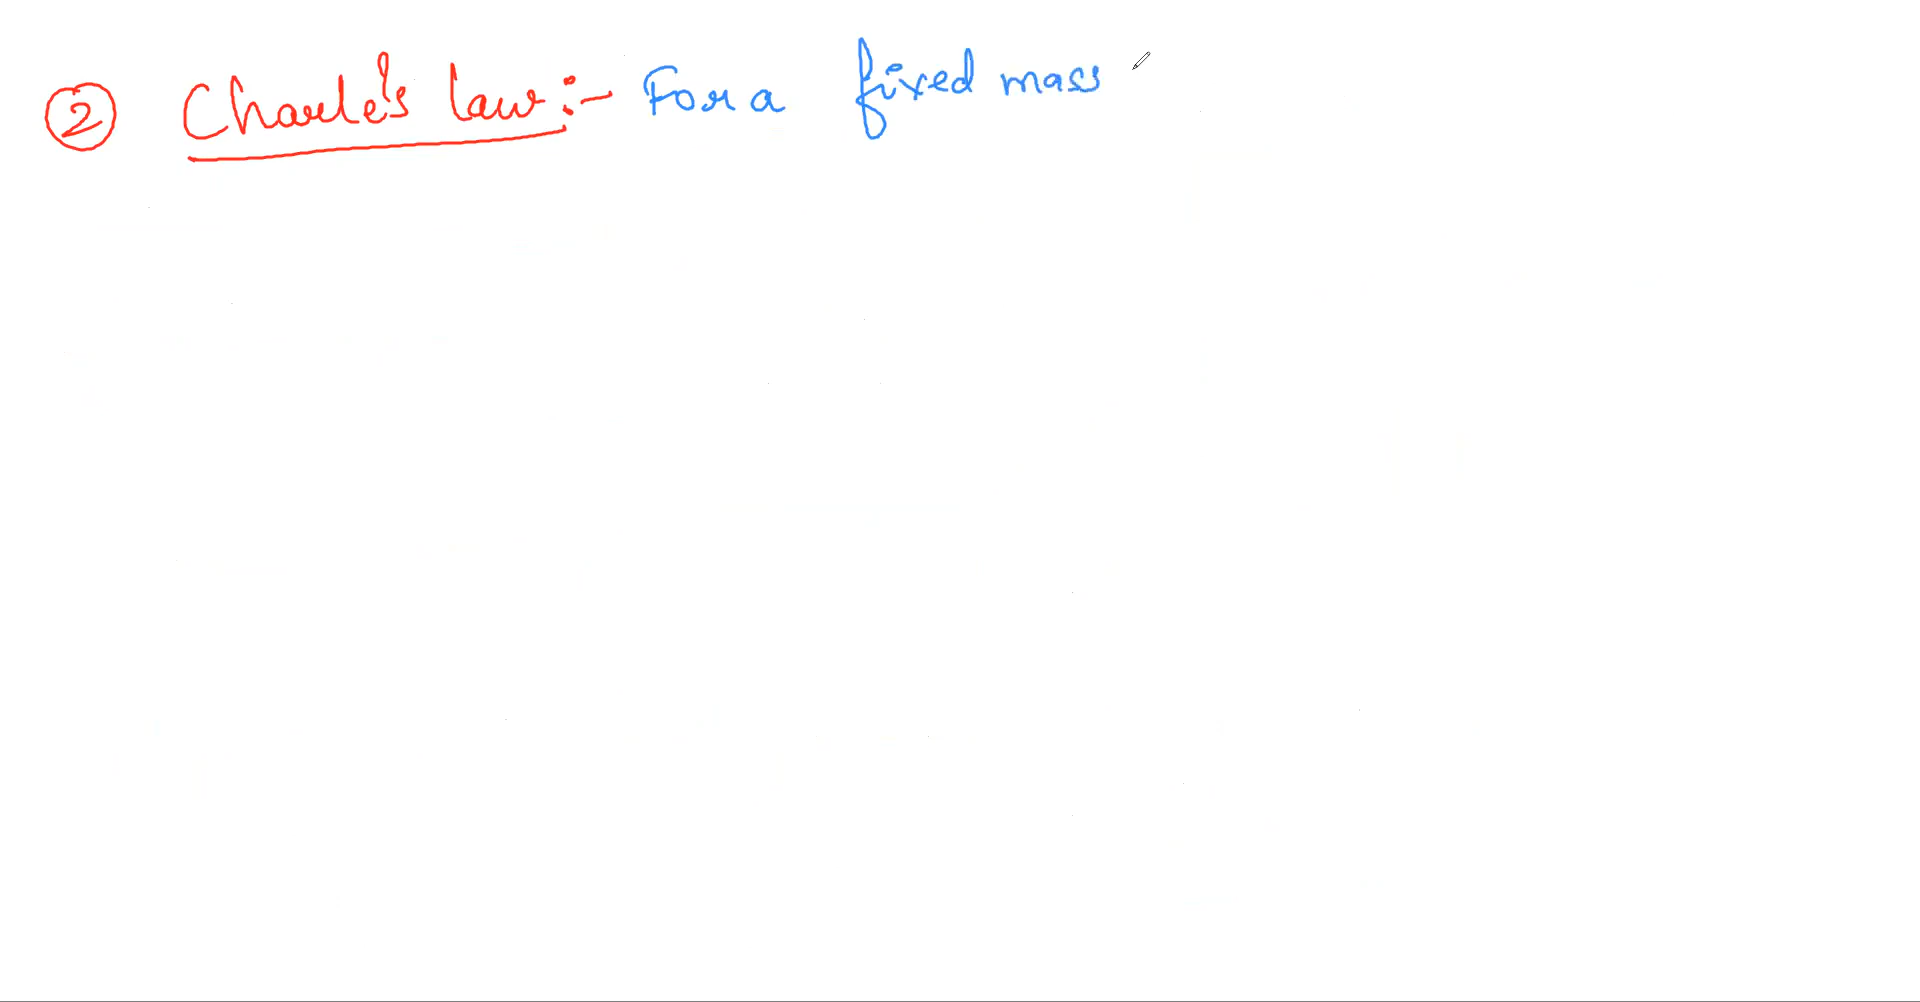 ② Charle's law :- For a fixed mass